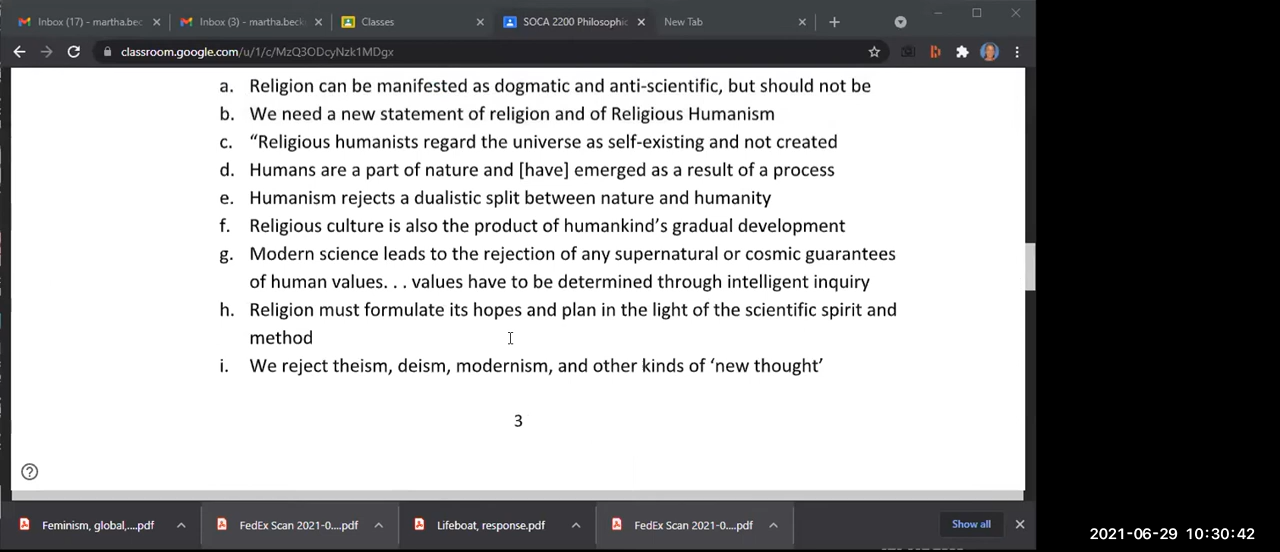 Inbox (17) - martha.bec
Inbox (3) - martha.beck
Classes
SOCA 2200 Philosophic
New Tab
classroom.google.com/u/1/c/MzQ3ODcyNzk1MDgx
a. Religion can be manifested as dogmatic and anti-scientific, but should not be
b. We need a new statement of religion and of Religious Humanism
c. “Religious humanists regard the universe as self-existing and not created
d. Humans are a part of nature and [have] emerged as a result of a process
e. Humanism rejects a dualistic split between nature and humanity
f. Religious culture is also the product of humankind’s gradual development
g. Modern science leads to the rejection of any supernatural or cosmic guarantees
of human values. . . values have to be determined through intelligent inquiry
h. Religion must formulate its hopes and plan in the light of the scientific spirit and
method
i. We reject theism, deism, modernism, and other kinds of ‘new thought’
3
Feminism, global,....pdf
FedEx Scan 2021-0....pdf
Lifeboat, response.pdf
FedEx Scan 2021-0....pdf
Show all
2021-06-29 10:30:42